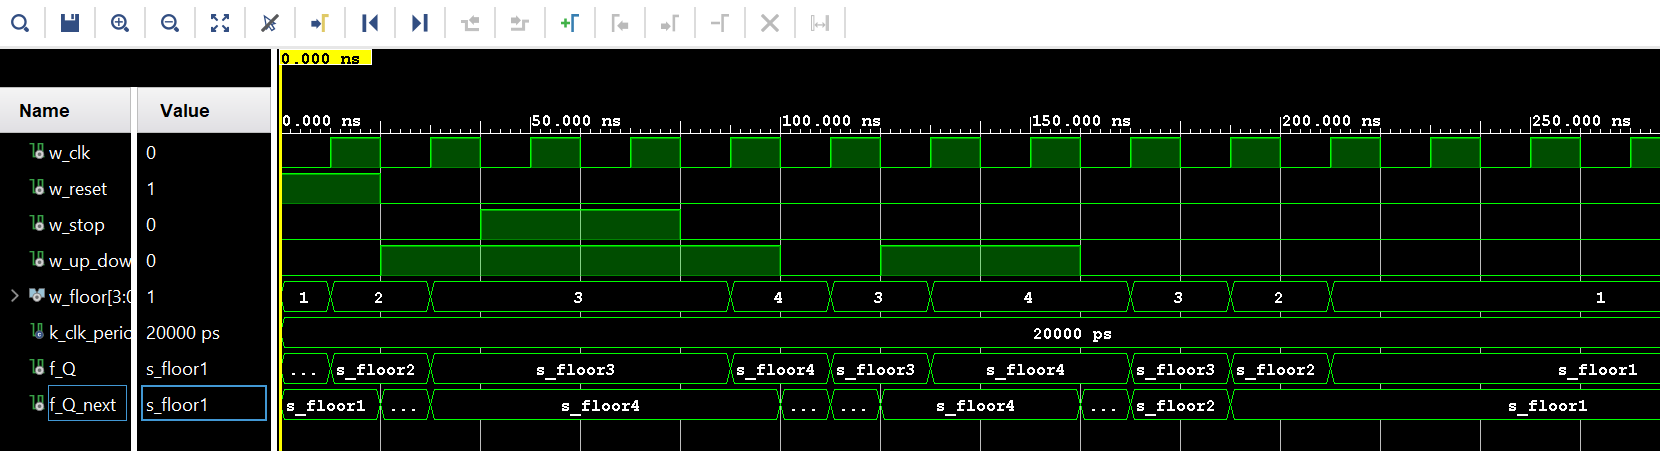 0.000 ns
Name Value
0.000 ns 50.000 ns 100.000 ns 150.000 ns 200.000 ns 250.000 ns
w_clk 0
w_reset 1
w_stop 0
w_up_dow 0
w_floor[3:0 1 1 2 3 4 3 4 3 2 1
k_clk_perio 20000 ps 20000 ps
f_Q s_floor1 ... s_floor2 s_floor3 s_floor4 s_floor3 s_floor4 s_floor3 s_floor2 s_floor1
f_Q_next s_floor1 s_floor1 ... s_floor4 ... ... s_floor4 ... s_floor2 s_floor1